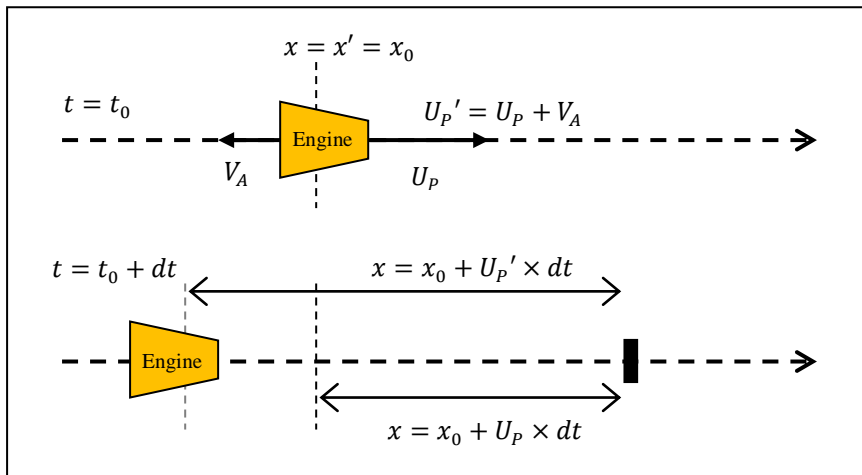 x = x′ = x₀
t = t₀
U_P′ = U_P + V_A
Engine
V_A
U_P
t = t₀ + dt
x = x₀ + U_P′ × dt
Engine
x = x₀ + U_P × dt